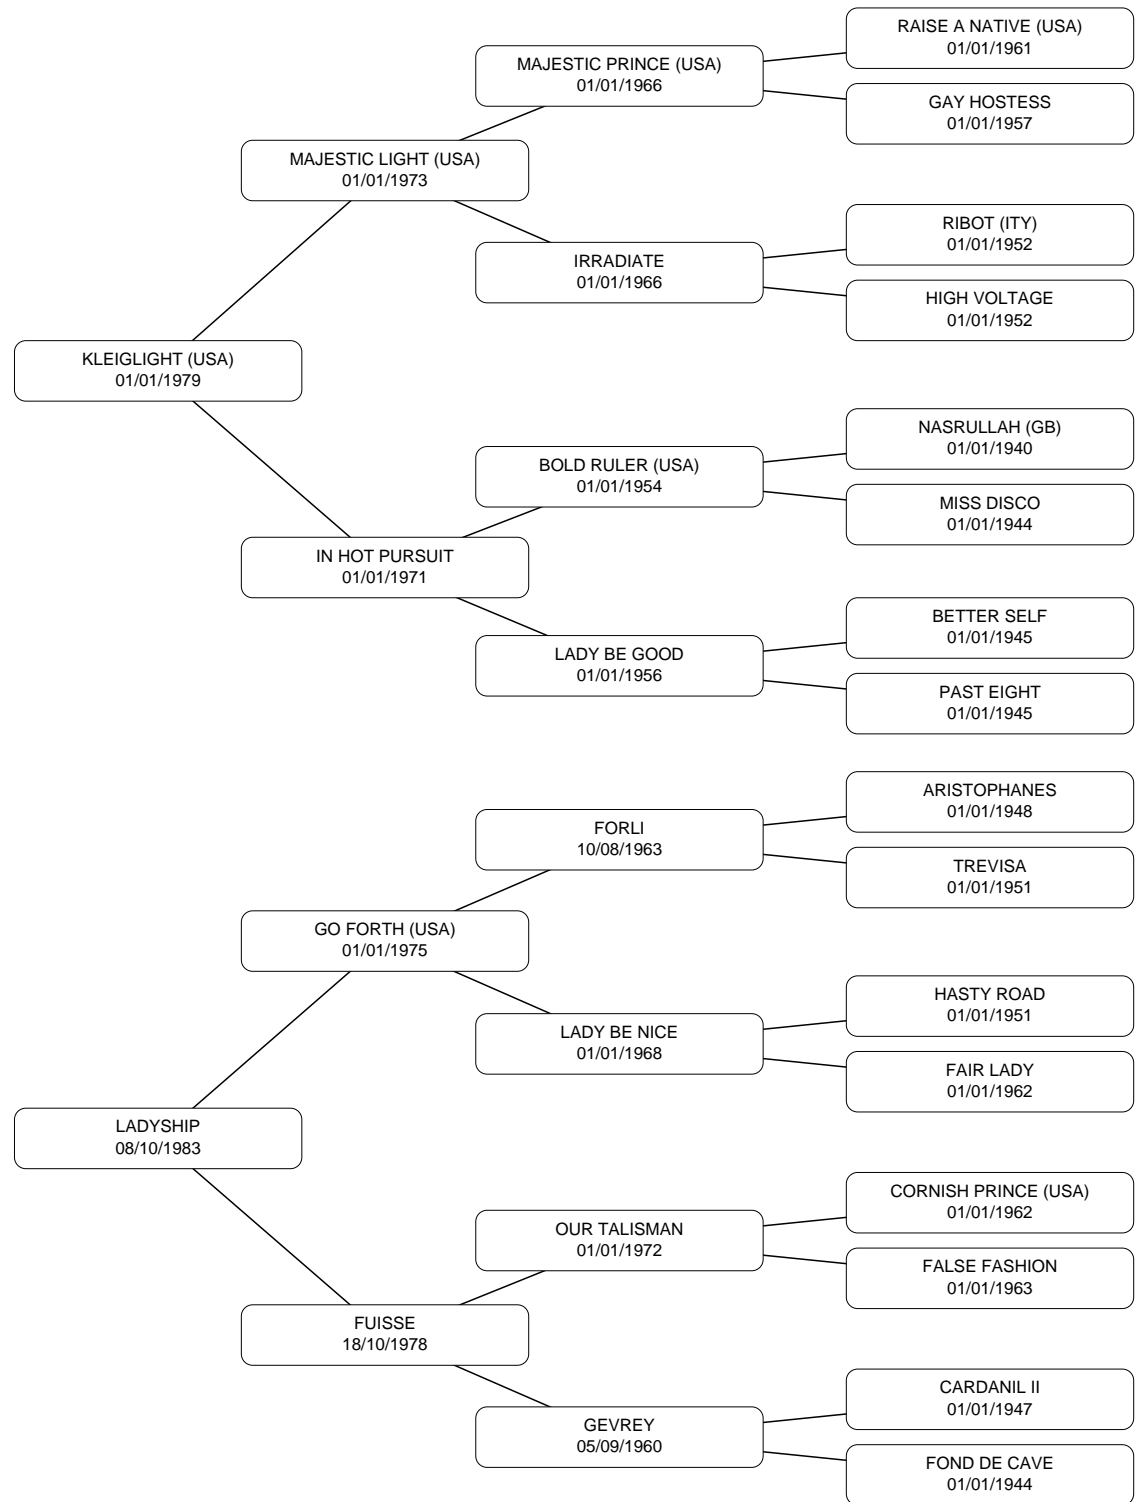 RAISE A NATIVE (USA)
01/01/1961
MAJESTIC PRINCE (USA)
01/01/1966
GAY HOSTESS
01/01/1957
MAJESTIC LIGHT (USA)
01/01/1973
RIBOT (ITY)
01/01/1952
IRRADIATE
01/01/1966
HIGH VOLTAGE
01/01/1952
KLEIGLIGHT (USA)
01/01/1979
NASRULLAH (GB)
01/01/1940
BOLD RULER (USA)
01/01/1954
MISS DISCO
01/01/1944
IN HOT PURSUIT
01/01/1971
BETTER SELF
01/01/1945
LADY BE GOOD
01/01/1956
PAST EIGHT
01/01/1945
ARISTOPHANES
01/01/1948
FORLI
10/08/1963
TREVISA
01/01/1951
GO FORTH (USA)
01/01/1975
HASTY ROAD
01/01/1951
LADY BE NICE
01/01/1968
FAIR LADY
01/01/1962
LADYSHIP
08/10/1983
CORNISH PRINCE (USA)
01/01/1962
OUR TALISMAN
01/01/1972
FALSE FASHION
01/01/1963
FUISSE
18/10/1978
CARDANIL II
01/01/1947
GEVREY
05/09/1960
FOND DE CAVE
01/01/1944